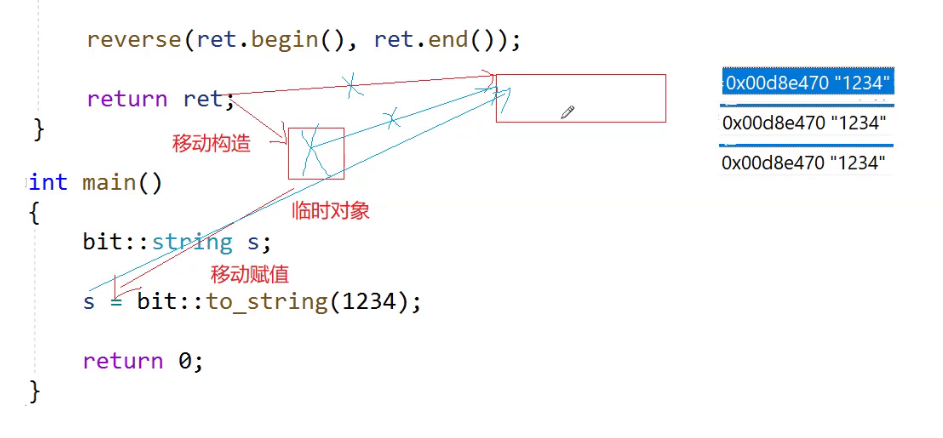 reverse(ret.begin(), ret.end());
return ret;
}
移动构造
临时对象
int main()
{
bit::string s;
移动赋值
s = bit::to_string(1234);
return 0;
}
0x00d8e470 "1234"
0x00d8e470 "1234"
0x00d8e470 "1234"